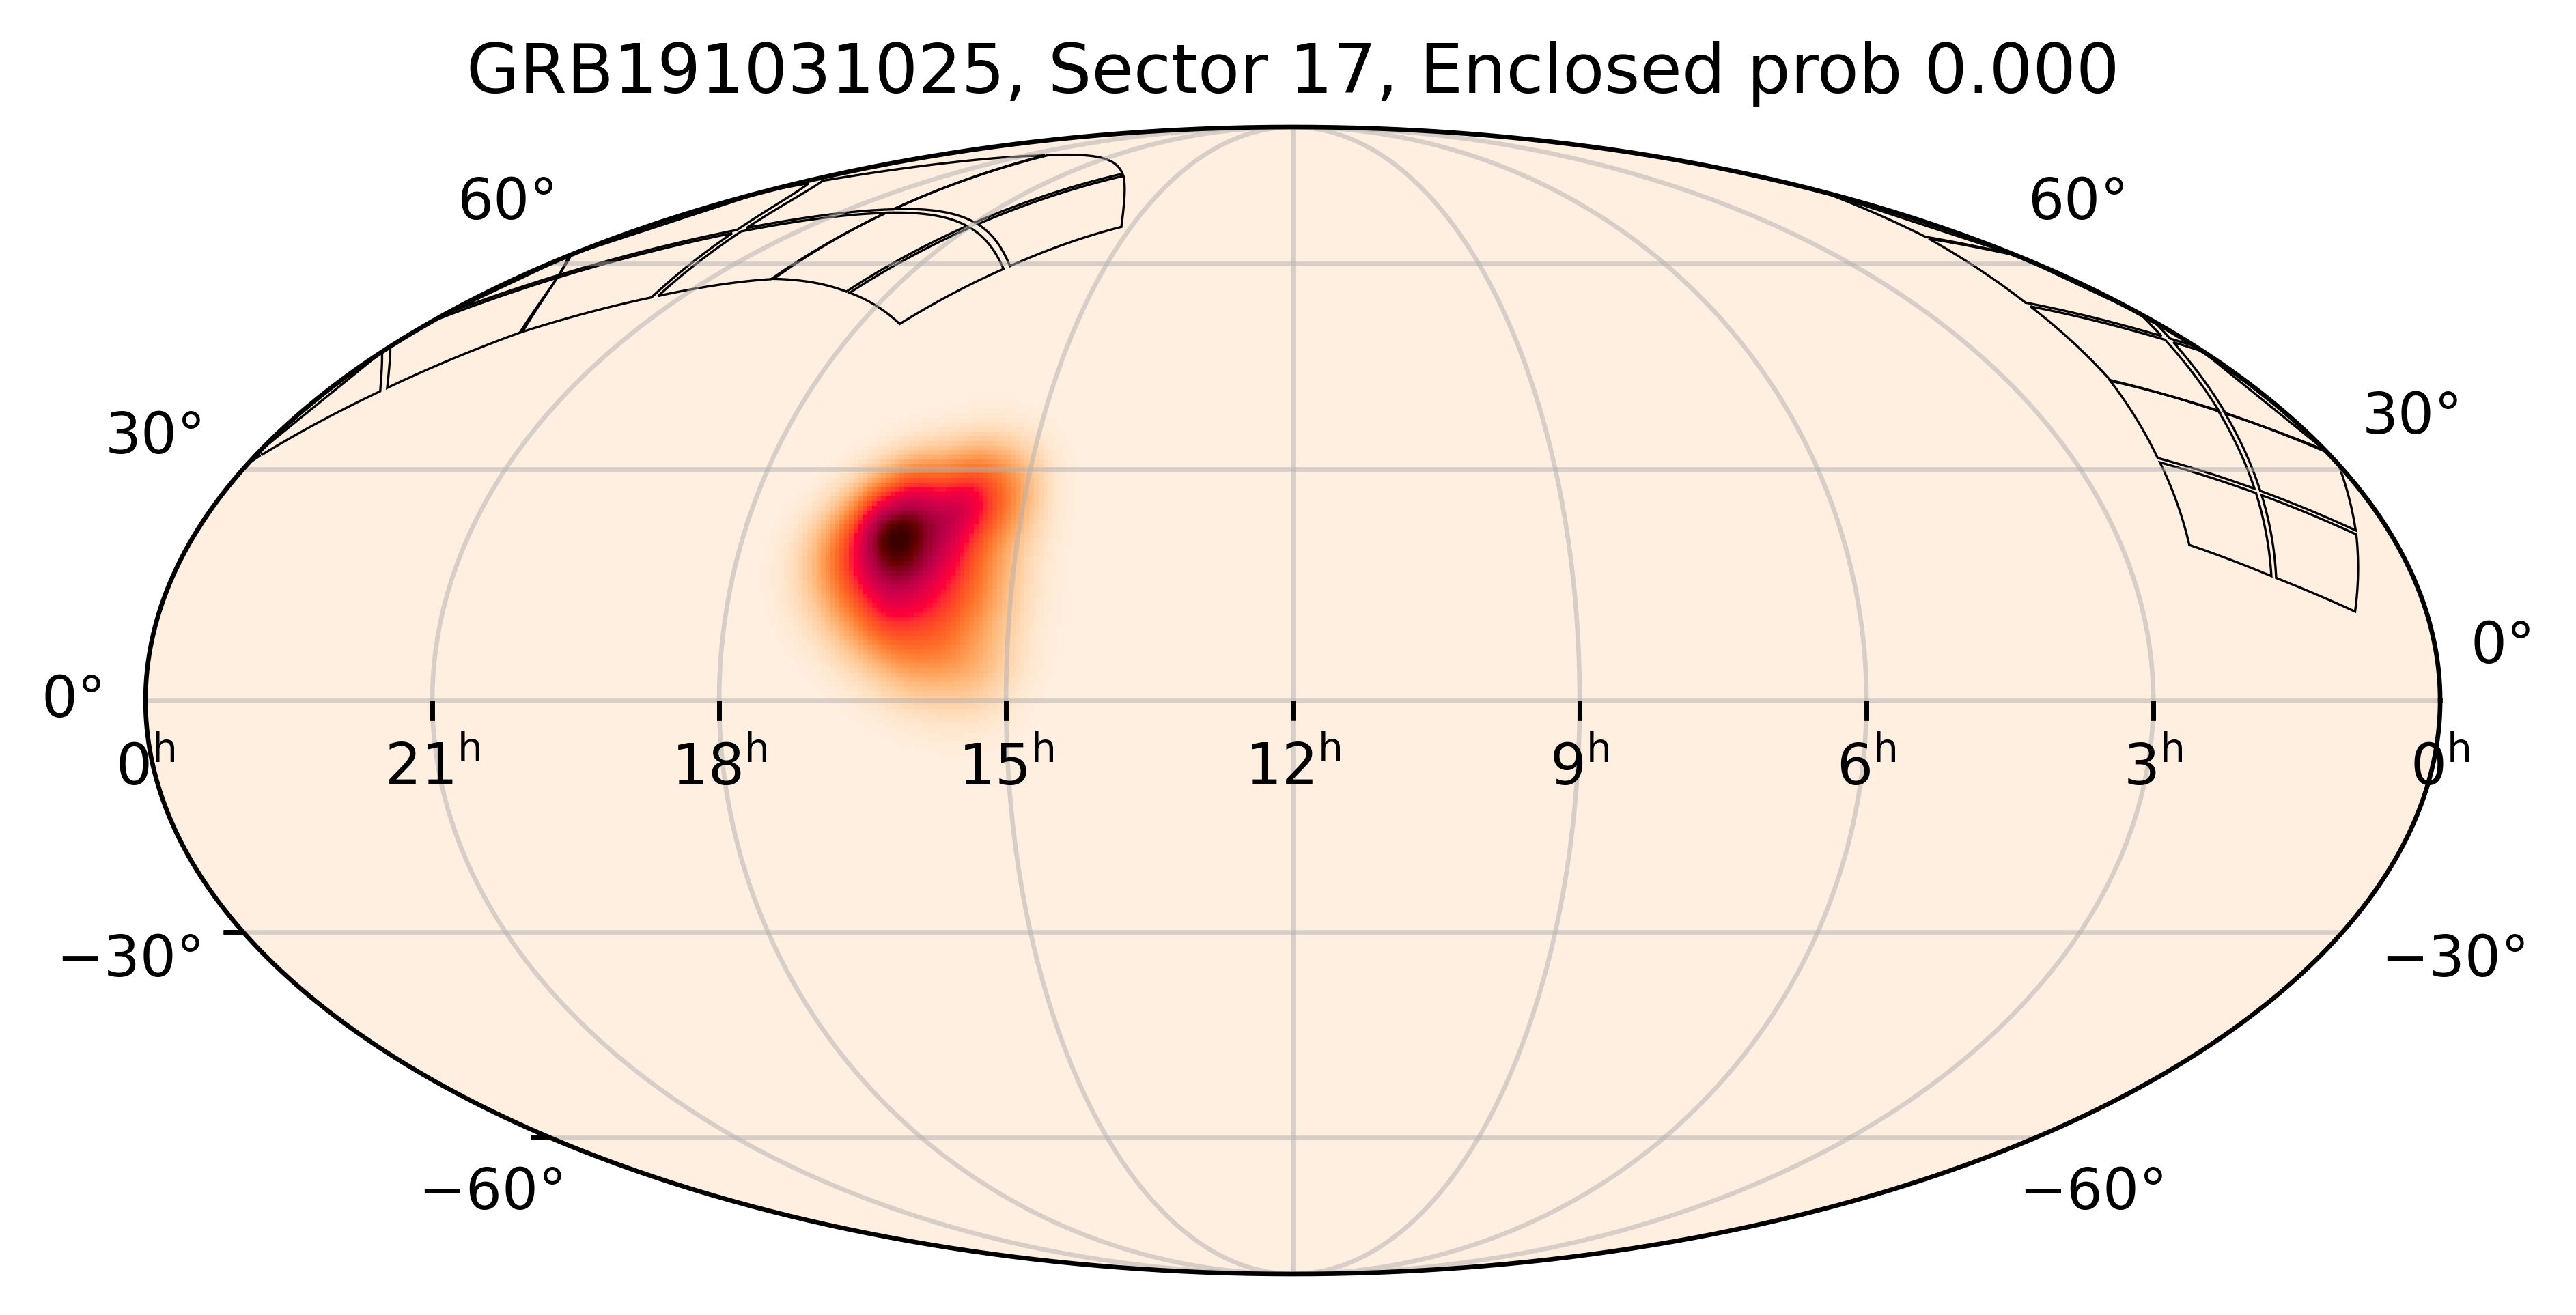 GRB191031025, Sector 17, Enclosed prob 0.000
60° 60°
30° 30°
0° 0°
0ʰ 21ʰ 18ʰ 15ʰ 12ʰ 9ʰ 6ʰ 3ʰ 0ʰ
−30° −30°
−60° −60°